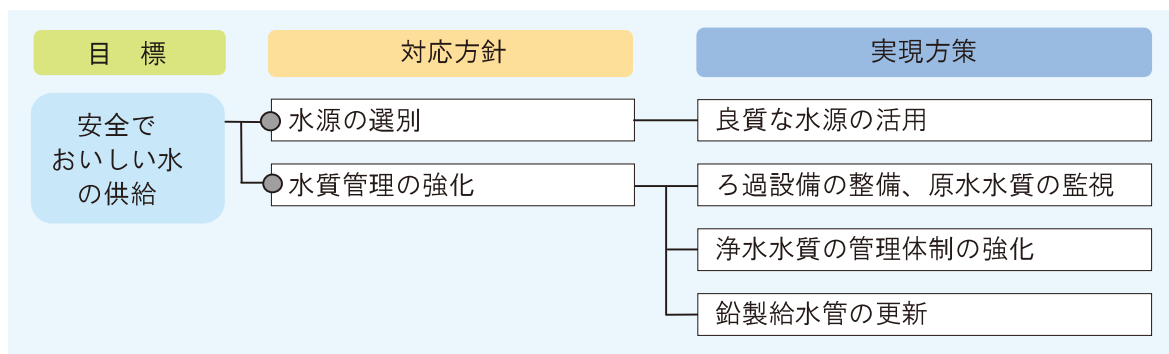 目　標
対応方針
実現方策
安全で
おいしい水
の供給
水源の選別
良質な水源の活用
水質管理の強化
ろ過設備の整備、原水水質の監視
浄水水質の管理体制の強化
鉛製給水管の更新